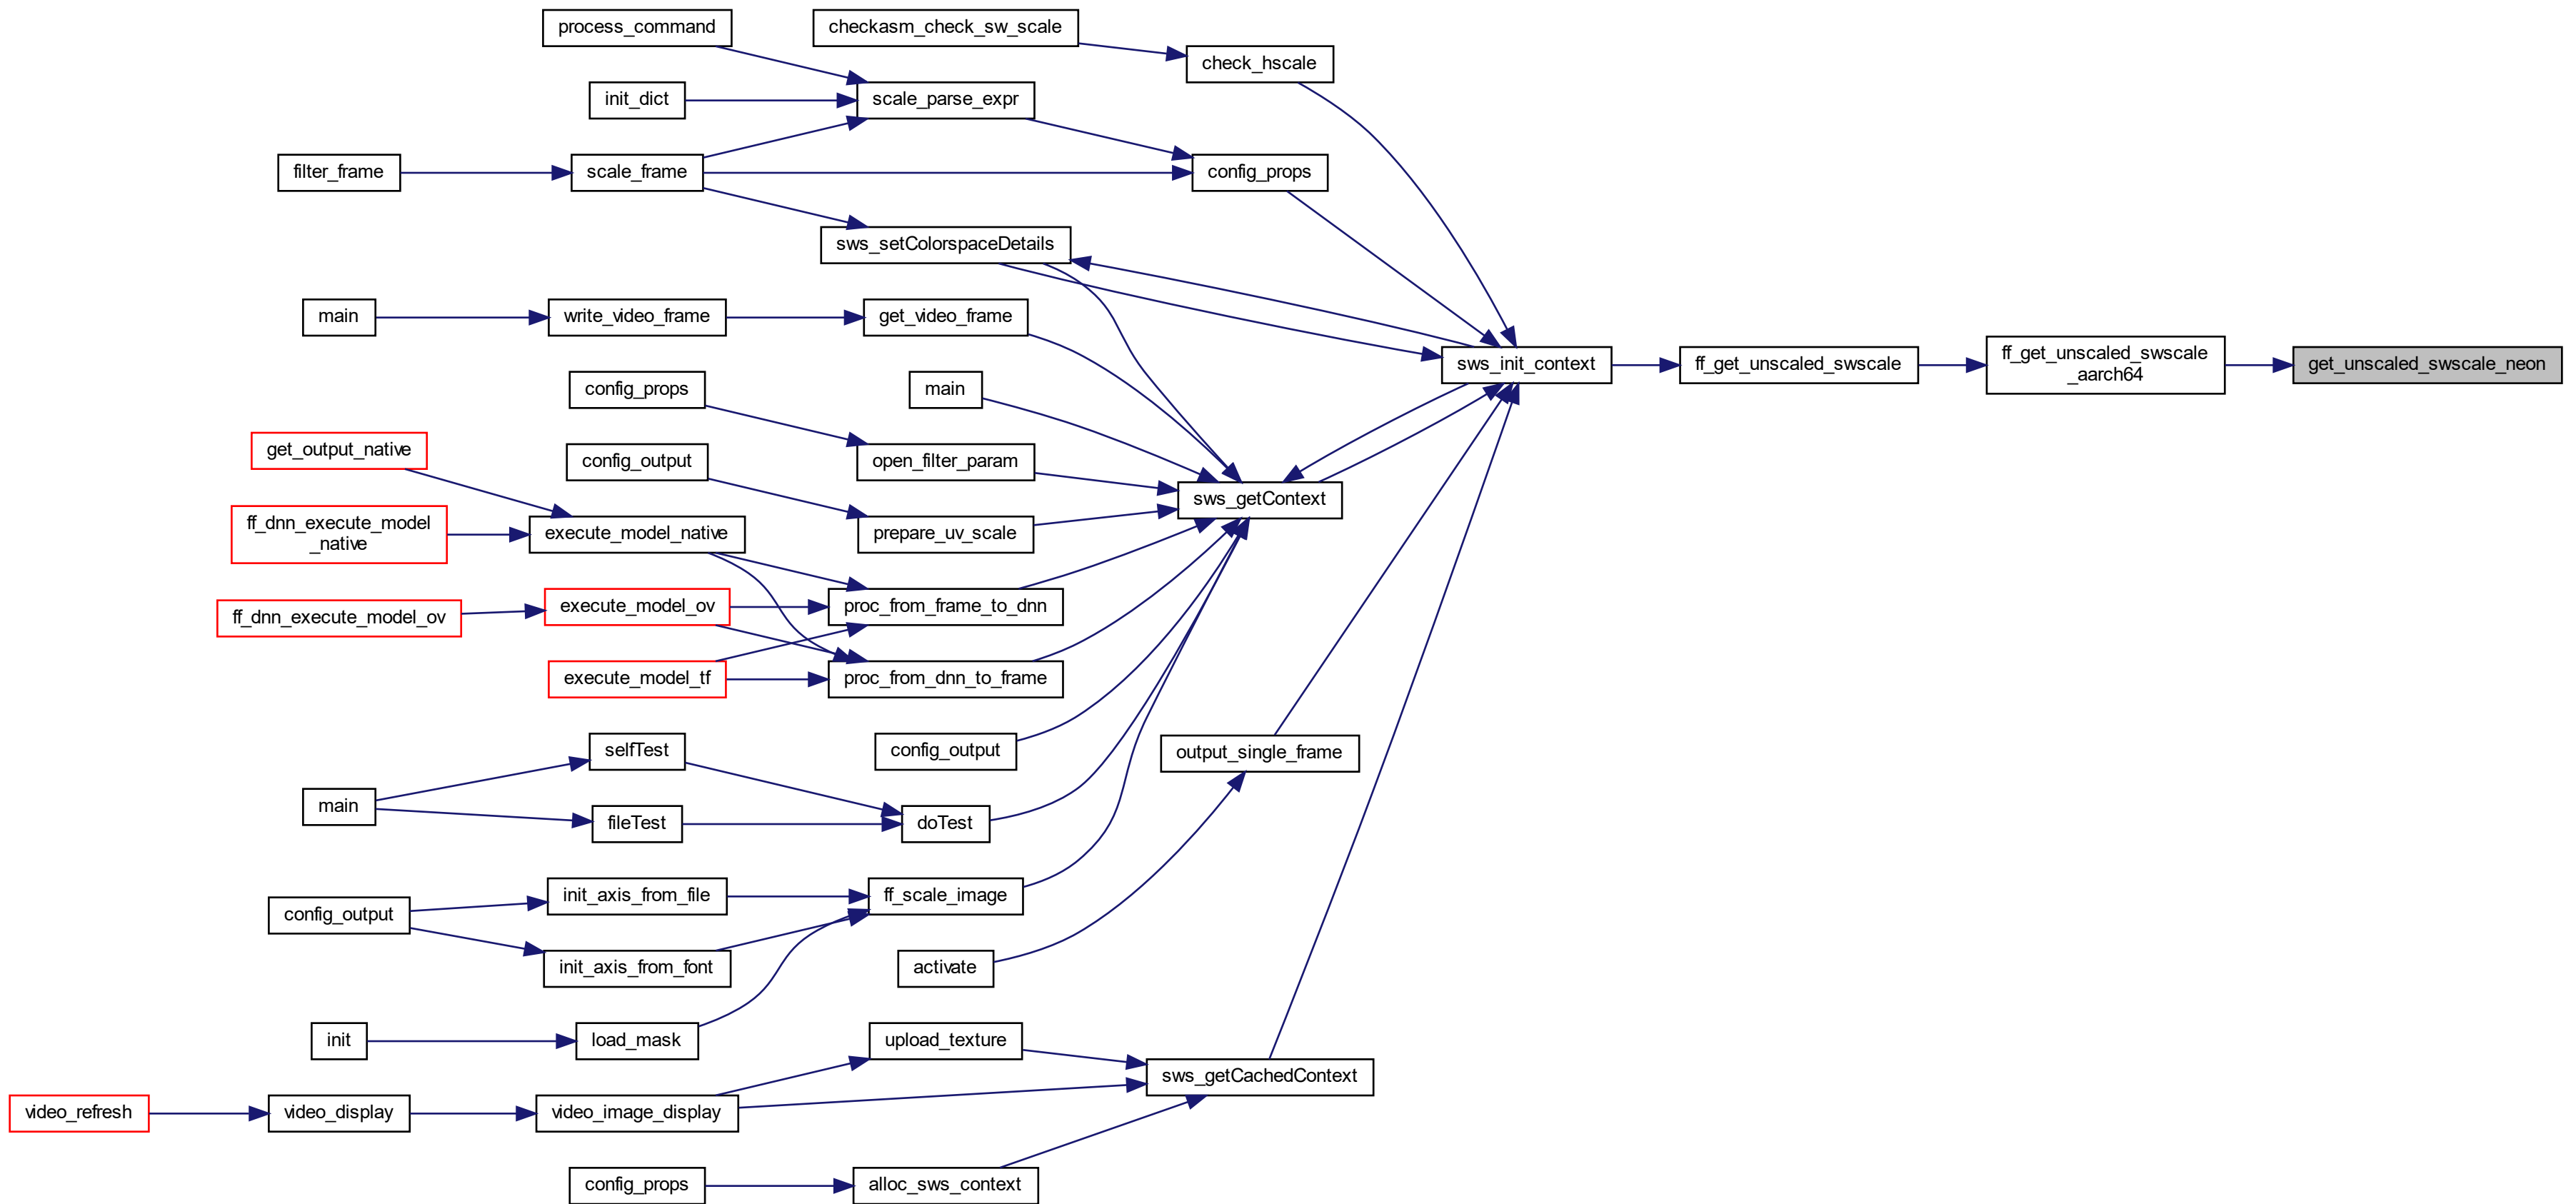 process_command
checkasm_check_sw_scale
check_hscale
init_dict
scale_parse_expr
filter_frame
scale_frame
config_props
sws_setColorspaceDetails
main
write_video_frame
get_video_frame
sws_init_context
ff_get_unscaled_swscale
ff_get_unscaled_swscale
_aarch64
get_unscaled_swscale_neon
config_props
main
get_output_native
config_output
open_filter_param
sws_getContext
ff_dnn_execute_model
_native
execute_model_native
prepare_uv_scale
ff_dnn_execute_model_ov
execute_model_ov
proc_from_frame_to_dnn
execute_model_tf
proc_from_dnn_to_frame
selfTest
config_output
output_single_frame
main
fileTest
doTest
config_output
init_axis_from_file
ff_scale_image
init_axis_from_font
activate
init
load_mask
upload_texture
sws_getCachedContext
video_refresh
video_display
video_image_display
config_props
alloc_sws_context